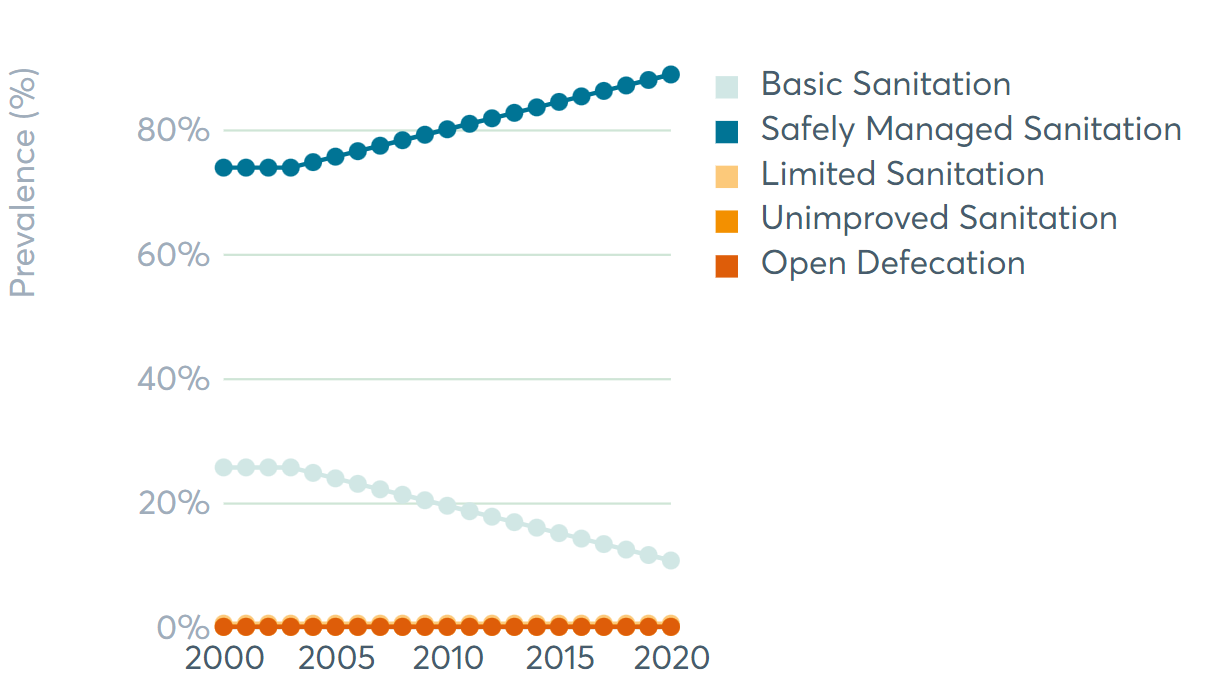 Prevalence (%)
80%
60%
40%
20%
0%
2000 2005 2010 2015 2020
Basic Sanitation
Safely Managed Sanitation
Limited Sanitation
Unimproved Sanitation
Open Defecation